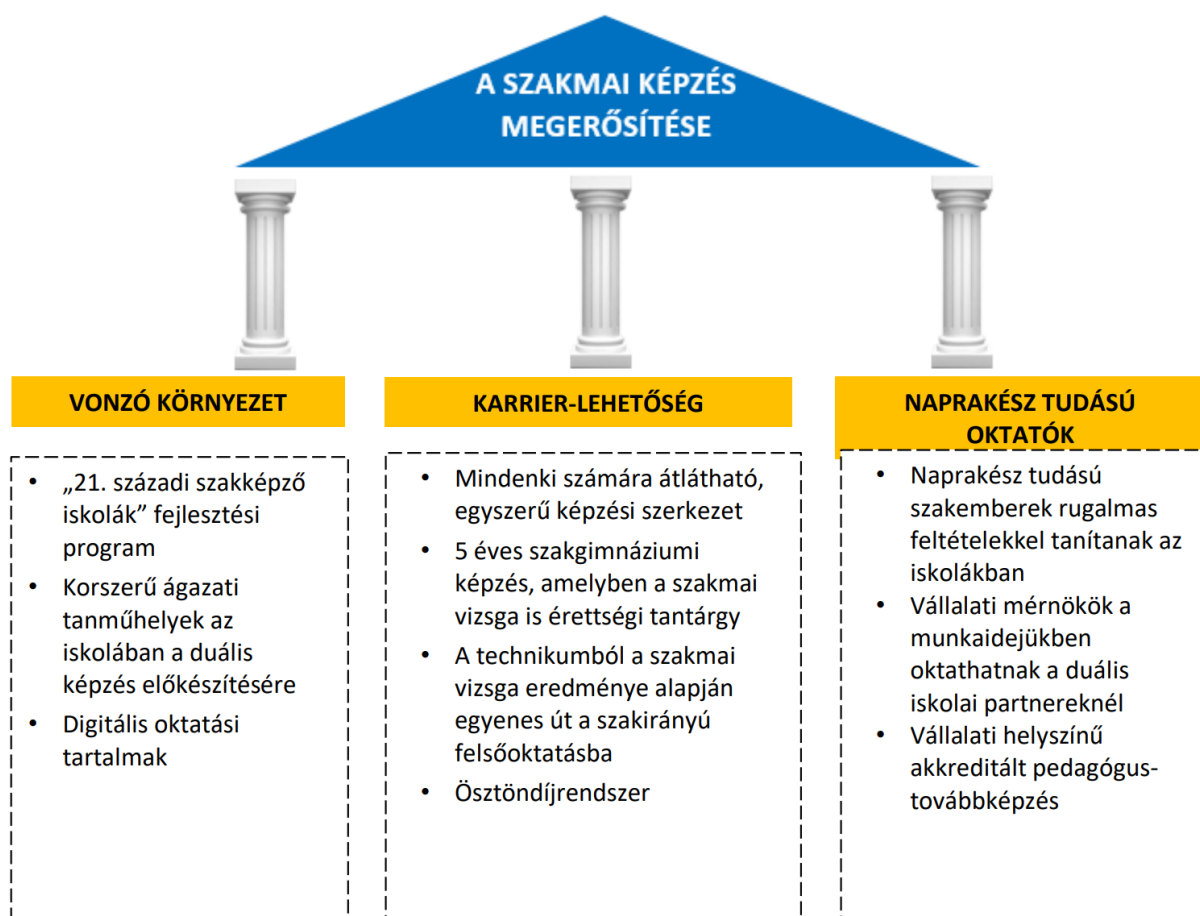 A SZAKMAI KÉPZÉS
MEGERŐSÍTÉSE
VONZÓ KÖRNYEZET
• „21. századi szakképző
iskolák” fejlesztési
program
• Korszerű ágazati
tanműhelyek az
iskolában a duális
képzés előkészítésére
• Digitális oktatási
tartalmak
KARRIER-LEHETŐSÉG
• Mindenki számára átlátható,
egyszerű képzési szerkezet
• 5 éves szakgimnáziumi
képzés, amelyben a szakmai
vizsga is érettségi tantárgy
• A technikumból a szakmai
vizsga eredménye alapján
egyenes út a szakirányú
felsőoktatásba
• Ösztöndíjrendszer
NAPRAKÉSZ TUDÁSÚ
OKTATÓK
• Naprakész tudású
szakemberek rugalmas
feltételekkel tanítanak az
iskolákban
• Vállalati mérnökök a
munkaidejükben
oktathatnak a duális
iskolai partnereknél
• Vállalati helyszínű
akkreditált pedagógus-
továbbképzés